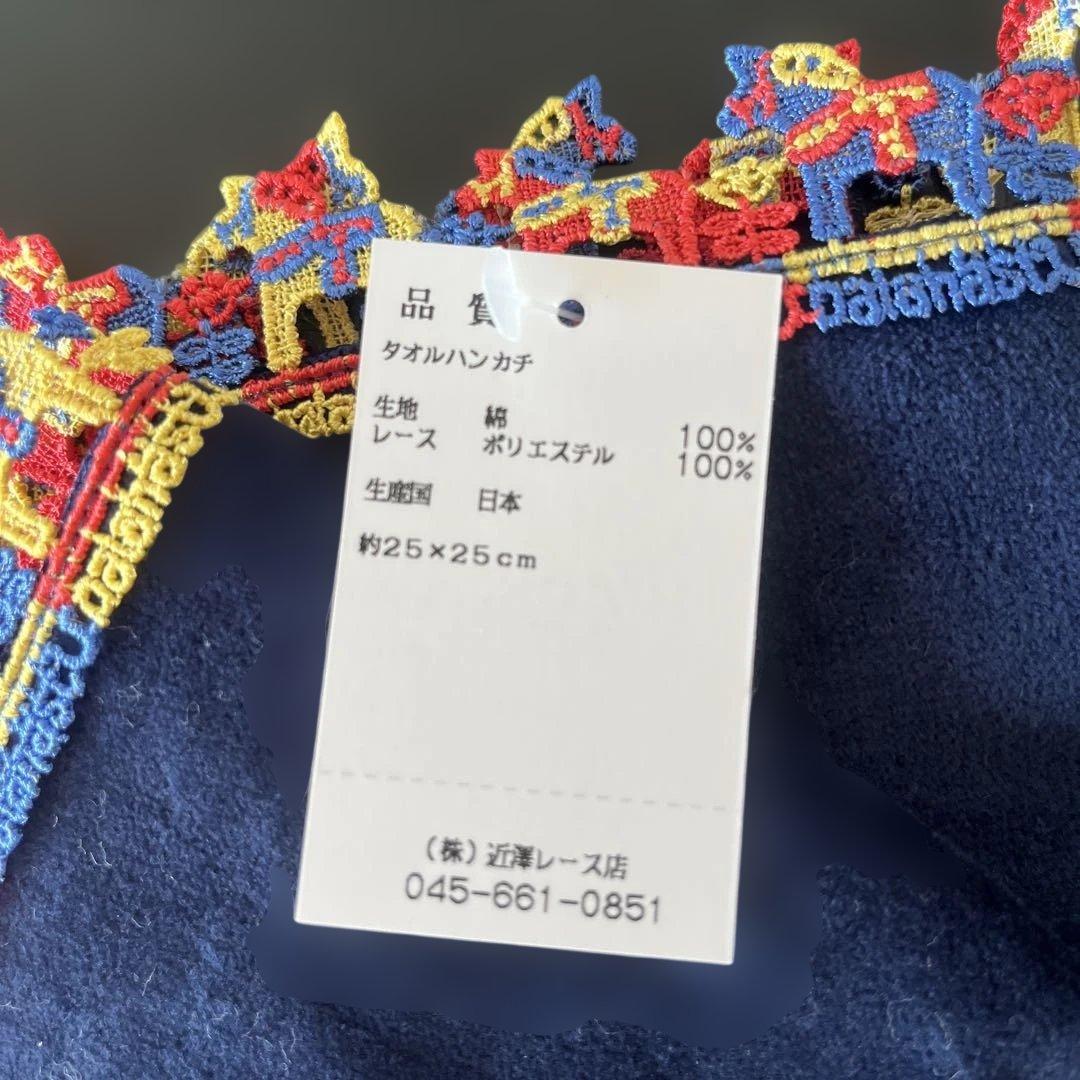 品 質
タオルハンカチ
生地 綿 100%
レース ポリエステル 100%
生産国 日本
約25×25cm
(株)近澤レース店
045-661-0851